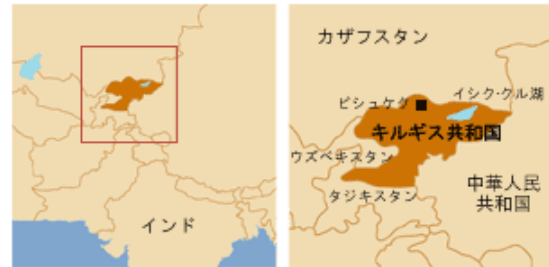 インド
カザフスタン
イシク・クル湖
ビシュケク
キルギス共和国
ウズベキスタン
タジキスタン
中華人民
共和国